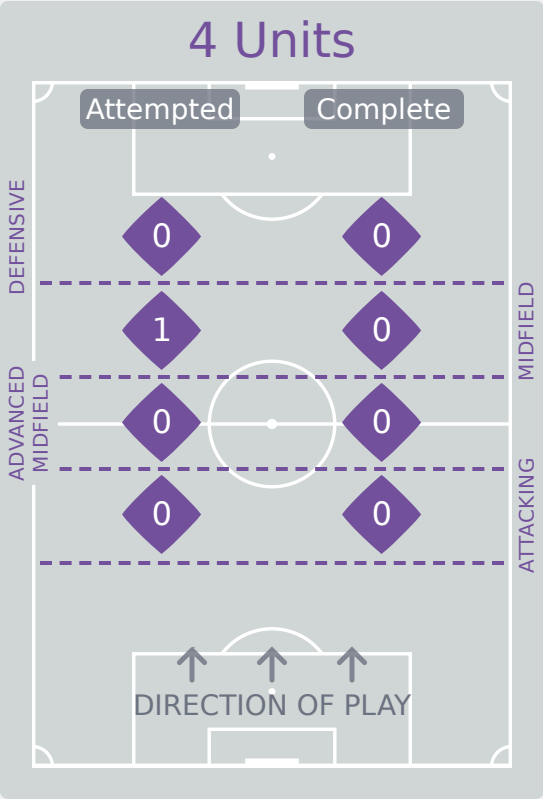 4 Units
Attempted
Complete
DEFENSIVE
0
0
MIDFIELD
1
0
ADVANCED
MIDFIELD
0
0
ATTACKING
0
0
DIRECTION OF PLAY